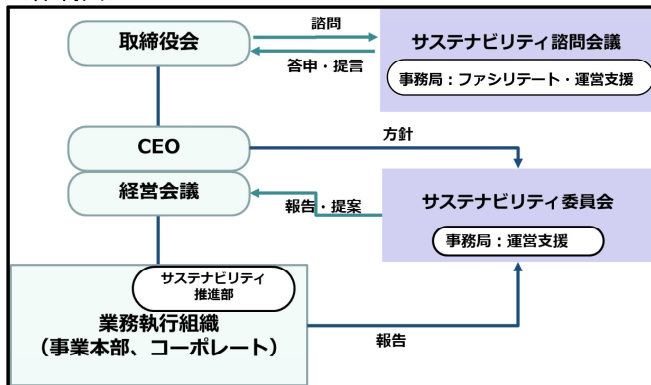 取締役会
諮問
答申・提言
サステナビリティ諮問会議
事務局：ファシリテート・運営支援
CEO
方針
経営会議
報告・提案
サステナビリティ委員会
事務局：運営支援
サステナビリティ
推進部
業務執行組織
（事業本部、コーポレート）
報告